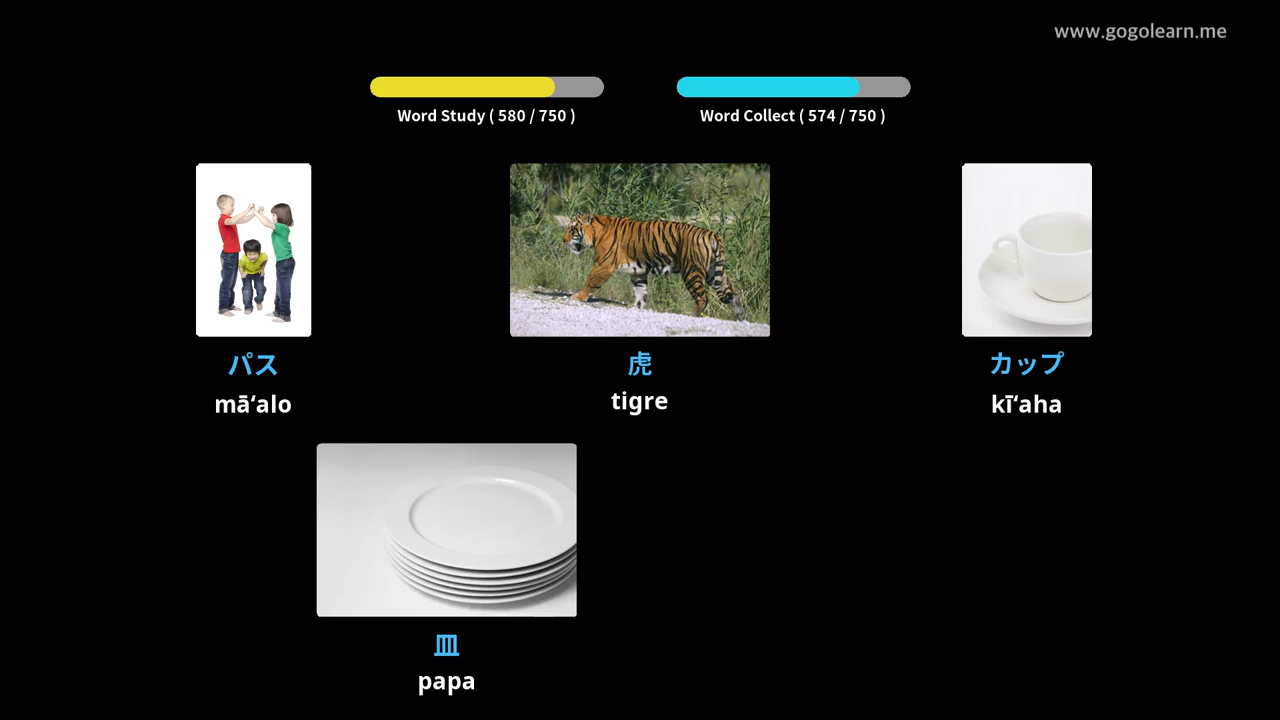 www.gogolearn.me
Word Study ( 580 / 750 )
Word Collect ( 574 / 750 )
パス
māʻalo
虎
tigre
カップ
kīʻaha
皿
papa